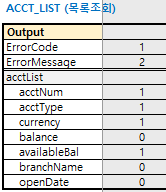 ACCT_LIST (목록조회)
Output
ErrorCode 1
ErrorMessage 2
acctList
acctNum 1
acctType 1
currency 1
balance 0
availableBal 1
branchName 0
openDate 0